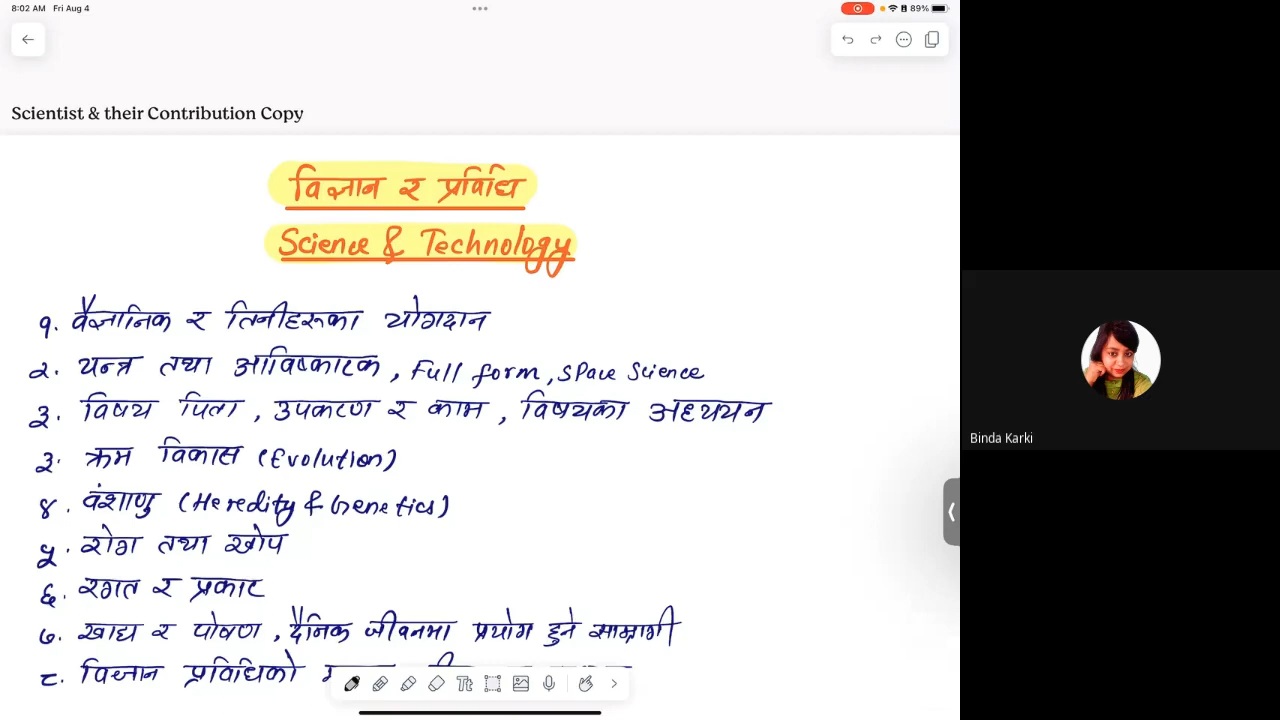 8:02 AM Fri Aug 4
89%
Scientist & their Contribution Copy
विज्ञान र प्रविधि
Science & Technology
१. वैज्ञानिक र तिनीहरूका योगदान
२. यन्त्र तथा आविष्कारक, Full form, Space Science
३. विषय पिता, उपकरण र काम, विषयका अध्ययन
३. क्रम विकास (Evolution)
४. वंशाणु (Heredity & Genetics)
५. रोग तथा खोप
६. रगत र प्रकार
७. खाद्य र पोषण, दैनिक जीवनमा प्रयोग हुने सामग्री
८. विज्ञान प्रविधिको
Tt
Binda Karki